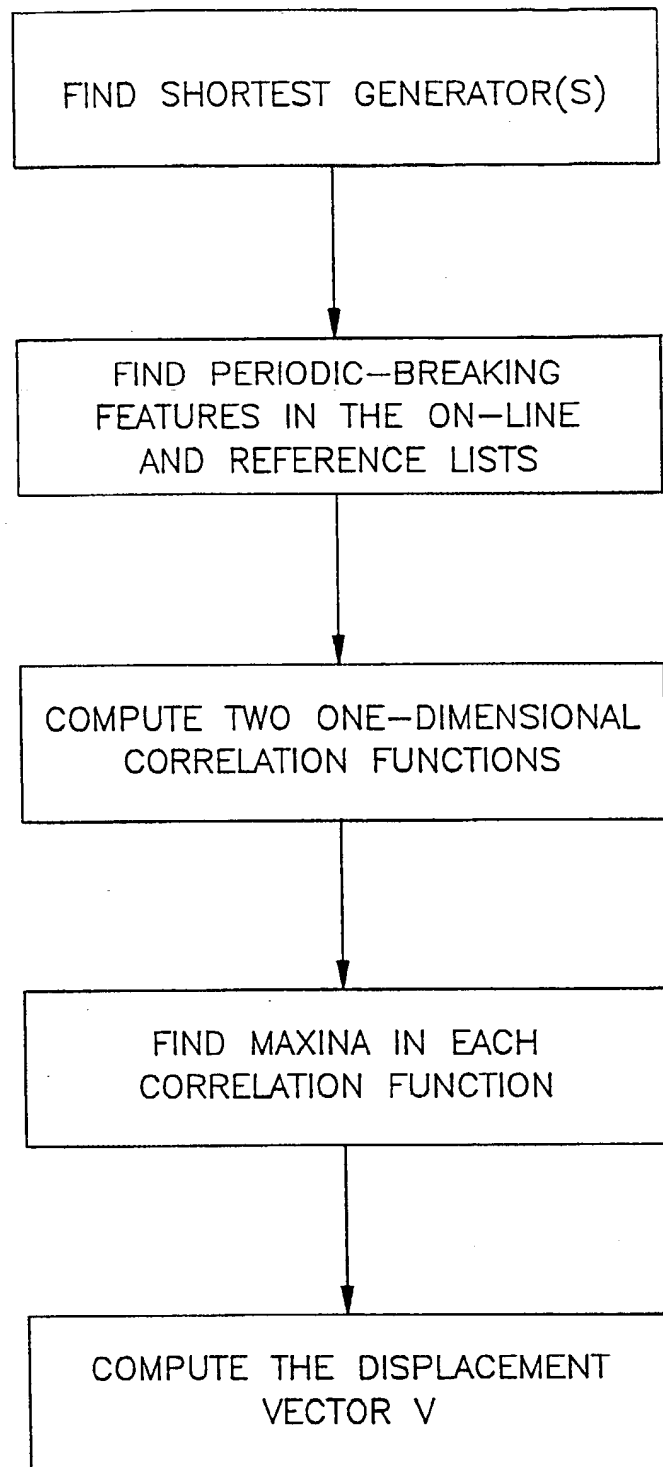 FIND SHORTEST GENERATOR(S)
FIND PERIODIC-BREAKING
FEATURES IN THE ON-LINE
AND REFERENCE LISTS
COMPUTE TWO ONE-DIMENSIONAL
CORRELATION FUNCTIONS
FIND MAXINA IN EACH
CORRELATION FUNCTION
COMPUTE THE DISPLACEMENT
VECTOR V